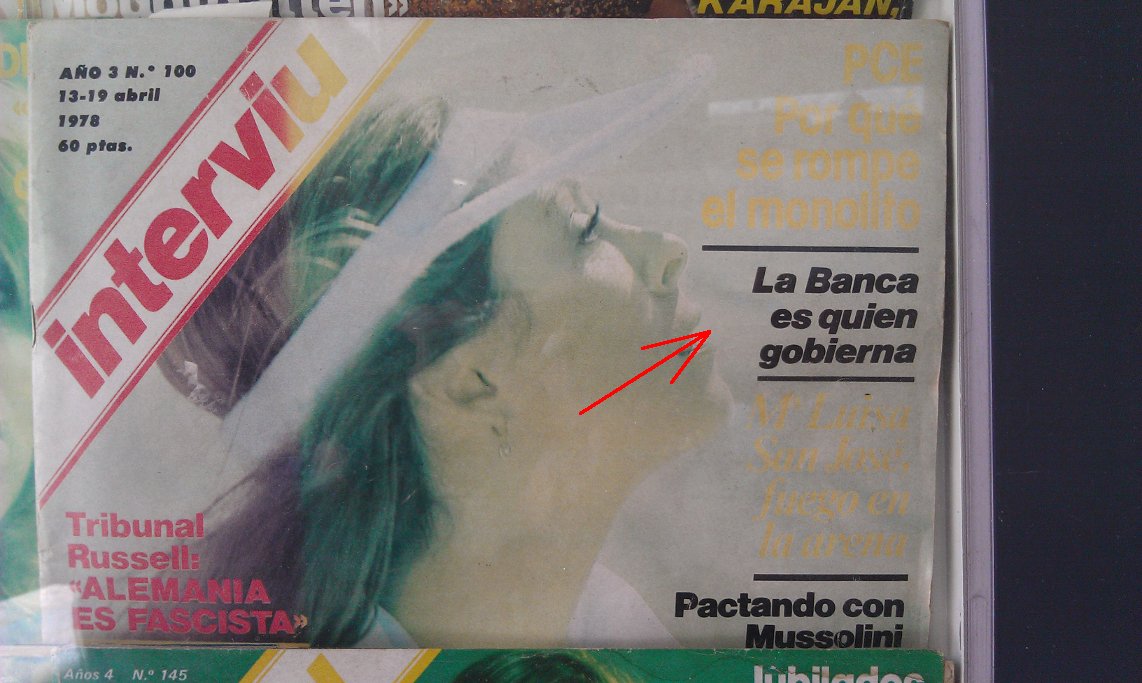 Mountbatten»
KARAJAN,
AÑO 3 N.° 100
13-19 abril
1978
60 ptas.
interviu
PCE
Por qué
se rompe
el monolito
La Banca
es quien
gobierna
Mª Luisa
San José,
fuego en
la arena
Tribunal
Russell:
«ALEMANIA
ES FASCISTA»
Pactando con
Mussolini
Años 4 N.° 145
Jubilados